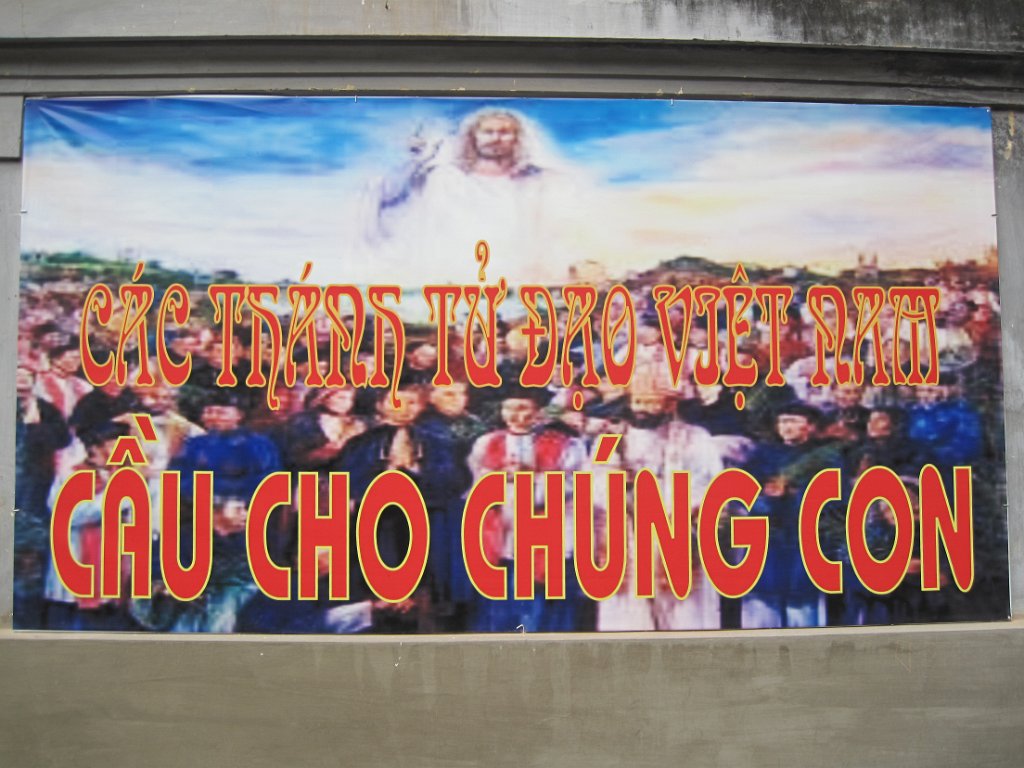 CÁC THÁNH TỬ ĐẠO VIỆT NAM
CẦU CHO CHÚNG CON